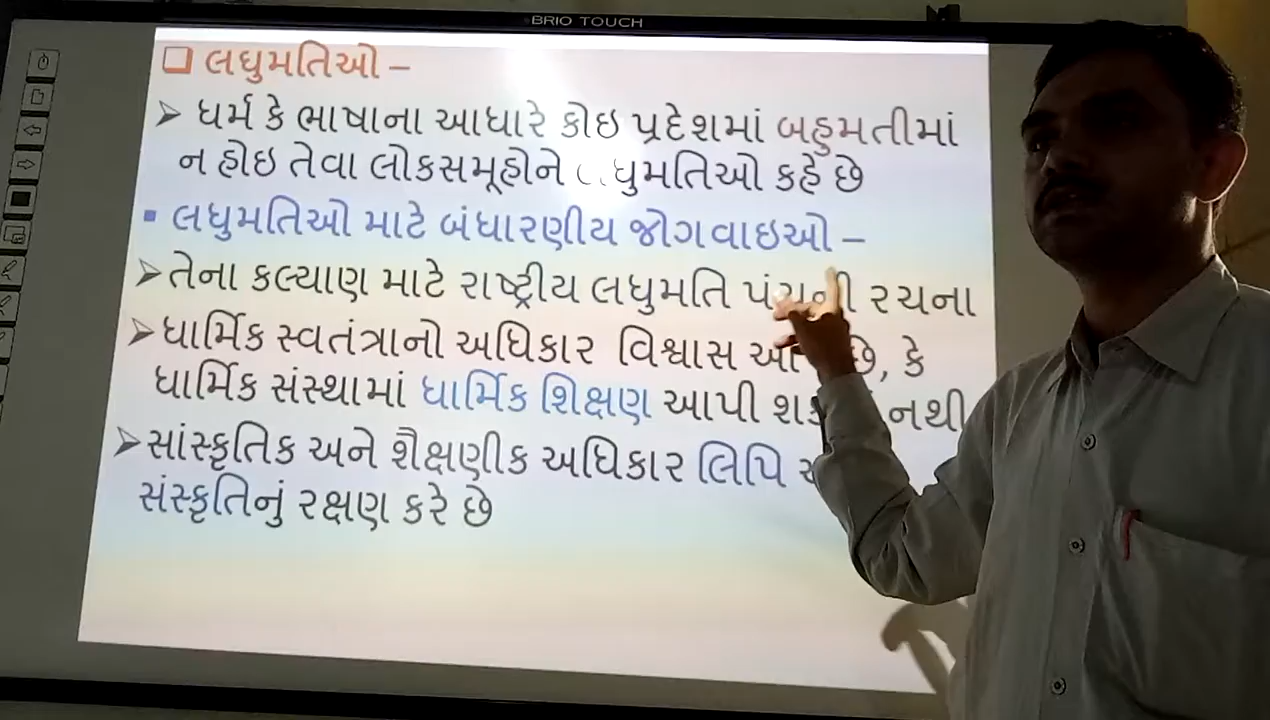 BRIO TOUCH
❑ લઘુમતિઓ –
➢ ધર્મ કે ભાષાના આધારે કોઇ પ્રદેશમાં બહુમતીમાં
ન હોઇ તેવા લોકસમૂહોને કહે છે
▪ લઘુમતિઓ માટે બંધારણીય જોગવાઇઓ –
➢ તેના કલ્યાણ માટે રાષ્ટ્રીય લઘુમતિ રચના
➢ ધાર્મિક સ્વતંત્રાનો અધિકાર વિશ્વાસ છે, કે
ધાર્મિક સંસ્થામાં ધાર્મિક શિક્ષણ આપી નથી
➢ સાંસ્કૃતિક અને શૈક્ષણીક અધિકાર લિપિ
સંસ્કૃતિનું રક્ષણ કરે છે